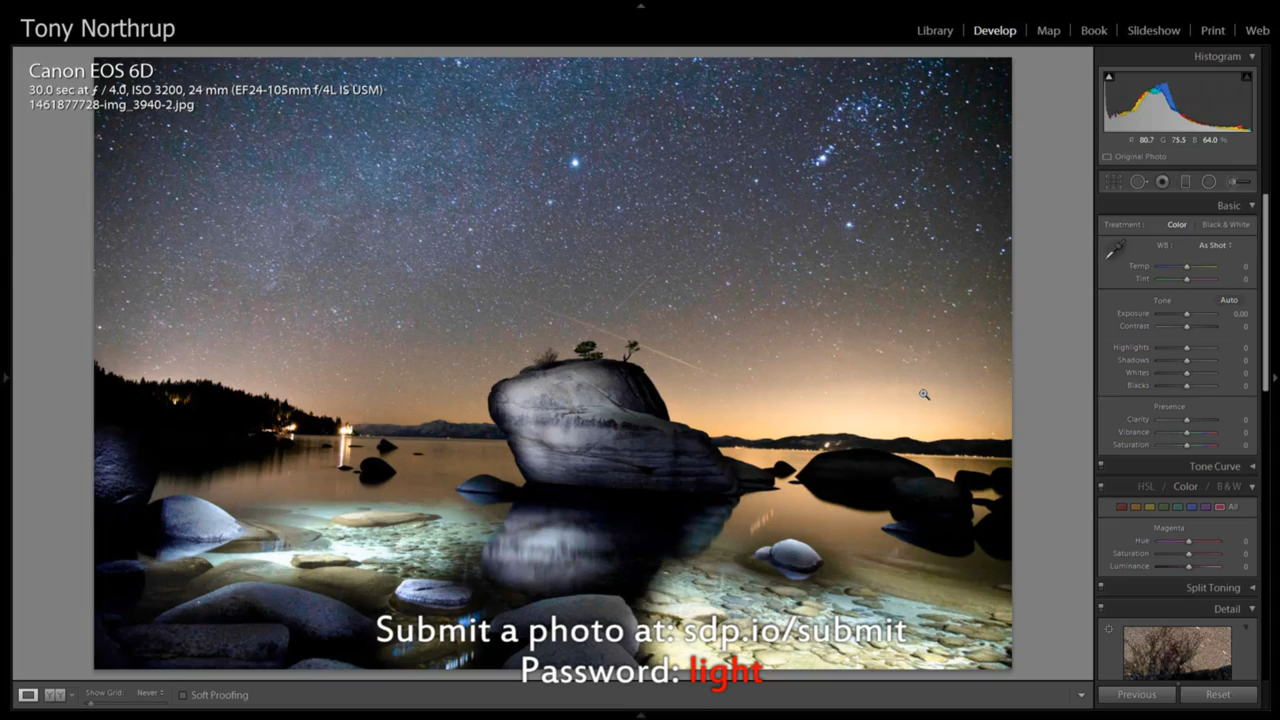 Tony Northrup
Library | Develop | Map | Book | Slideshow | Print | Web
Canon EOS 6D
30.0 sec at ƒ / 4.0, ISO 3200, 24 mm (EF24-105mm f/4L IS USM)
1461877728-img_3940-2.jpg
Histogram
R 80.7 G 75.5 B 64.0 %
Original Photo
Basic
Treatment : Color | Black & White
WB : As Shot
Temp 0
Tint 0
Tone Auto
Exposure 0.00
Contrast 0
Highlights 0
Shadows 0
Whites 0
Blacks 0
Presence
Clarity 0
Vibrance 0
Saturation 0
Tone Curve
HSL / Color / B & W
All
Magenta
Hue 0
Saturation 0
Luminance 0
Split Toning
Detail
Submit a photo at: sdp.io/submit
Password: light
Show Grid: Never
Soft Proofing
Previous
Reset